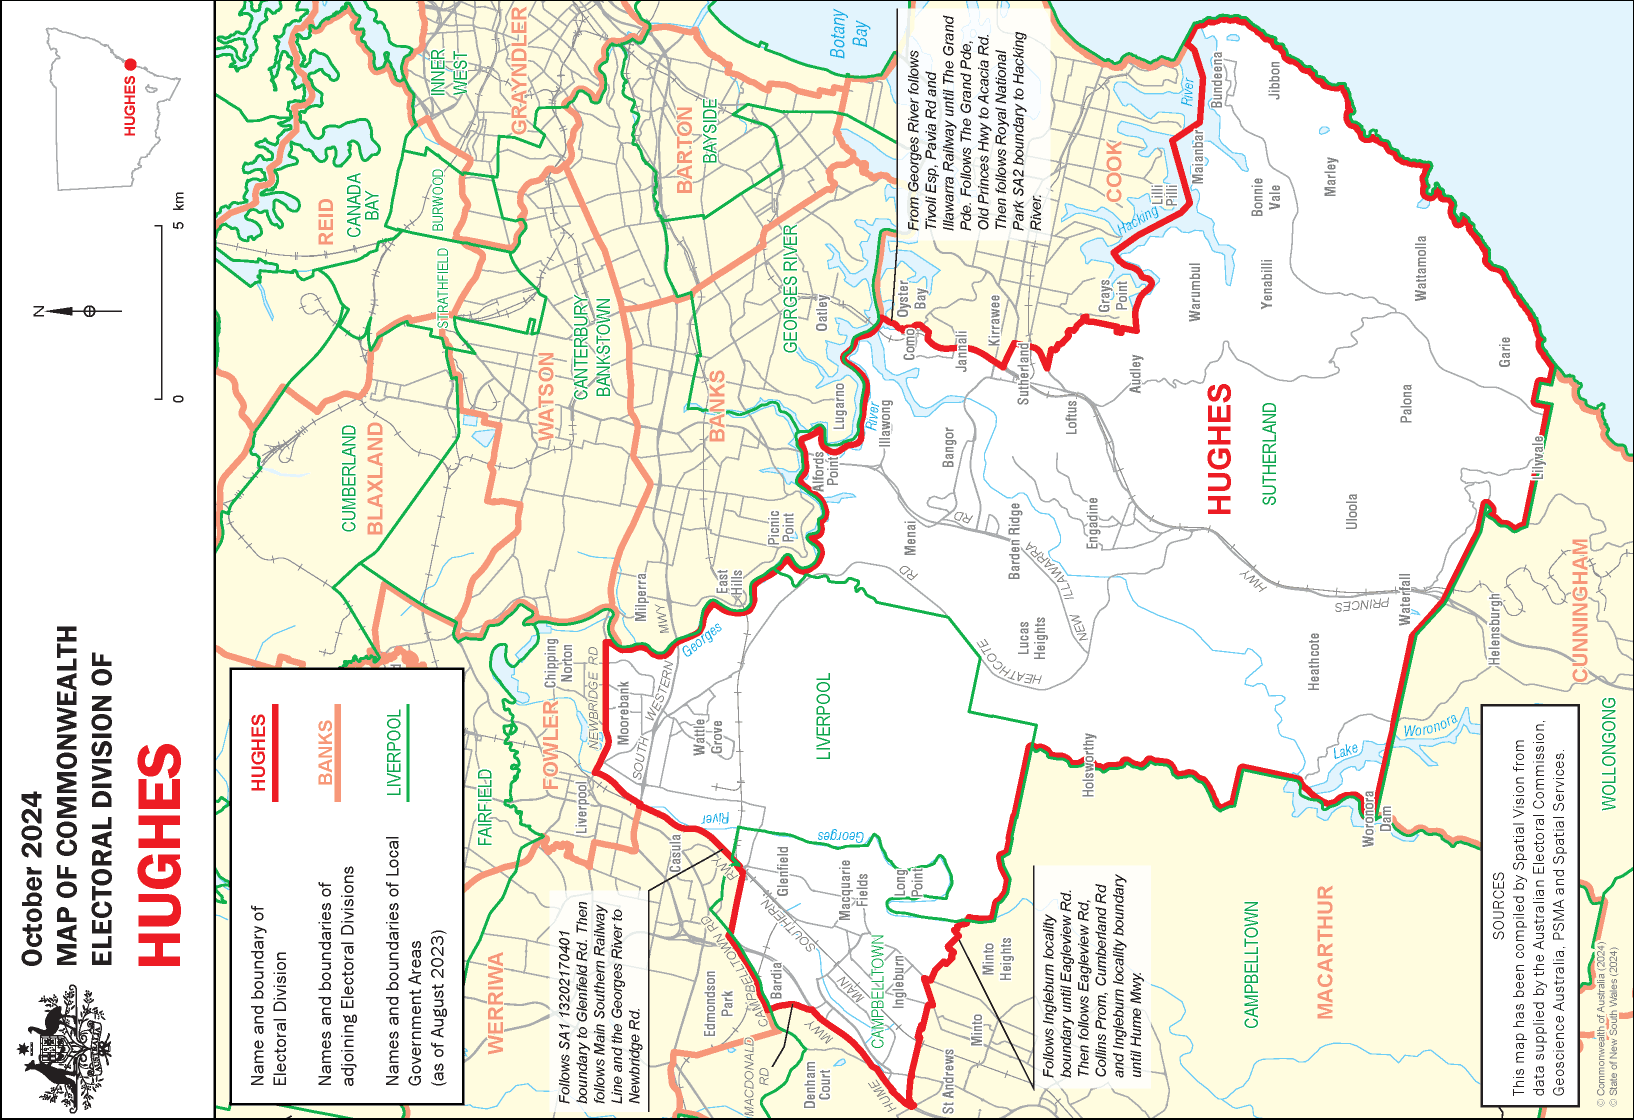 October 2024
MAP OF COMMONWEALTH
ELECTORAL DIVISION OF
HUGHES
N
0
5 km
HUGHES
Name and boundary of
Electoral Division
HUGHES
Names and boundaries of
adjoining Electoral Divisions
BANKS
Names and boundaries of Local
Government Areas
(as of August 2023)
LIVERPOOL
REID
CANADA
BAY
BURWOOD
STRATHFIELD
INNER
WEST
GRAYNDLER
CUMBERLAND
BLAXLAND
WATSON
CANTERBURY
BANKSTOWN
BARTON
BAYSIDE
Botany
Bay
GEORGES RIVER
Oatley
BANKS
Lugarno
River
Illawong
Alfords
Point
Picnic
Point
East
Hills
Milperra
MWY
Georges
FAIRFIELD
FOWLER
Chipping
Norton
NEWBRIDGE RD
Moorebank
SOUTH WESTERN
Wattle
Grove
Liverpool
Casula
River
Georges
LIVERPOOL
WERRIWA
Edmondson
Park
CAMPBELLTOWN RD
RWY
Bardia
Glenfield
SOUTHERN
MAIN
Macquarie
Fields
Long
Point
CAMPBELLTOWN
Ingleburn
MACDONALD
RD
Denham
Court
HUME
MWY
St Andrews
Minto
Minto
Heights
Follows SA1 13202170401
boundary to Glenfield Rd. Then
follows Main Southern Railway
Line and the Georges River to
Newbridge Rd.
Follows Ingleburn locality
boundary until Eagleview Rd.
Then follows Eagleview Rd,
Collins Prom, Cumberland Rd
and Ingleburn locality boundary
until Hume Mwy.
From Georges River follows
Tivoli Esp, Pavia Rd and
Illawarra Railway until The Grand
Pde. Follows The Grand Pde,
Old Princes Hwy to Acacia Rd.
Then follows Royal National
Park SA2 boundary to Hacking
River.
Oyster
Bay
Como
Jannali
Kirrawee
Sutherland
COOK
Lilli
Pilli
Hacking
River
Grays
Point
Bundeena
Jibbon
Maianbar
Bonnie
Vale
Marley
Warumbul
Yenabilli
Wattamolla
Audley
Loftus
Bangor
Menai
RD
RD
Barden Ridge
Engadine
NEW ILLAWARRA
HEATHCOTE
Lucas
Heights
HUGHES
SUTHERLAND
Garie
Palona
Lilyvale
Uloola
PRINCES
HWY
Waterfall
Heathcote
Helensburgh
CUNNINGHAM
WOLLONGONG
Holsworthy
Lake
Woronora
Woronora
Dam
CAMPBELLTOWN
MACARTHUR
SOURCES
This map has been compiled by Spatial Vision from
data supplied by the Australian Electoral Commission,
Geoscience Australia, PSMA and Spatial Services.
© Commonwealth of Australia (2024)
© State of New South Wales (2024)